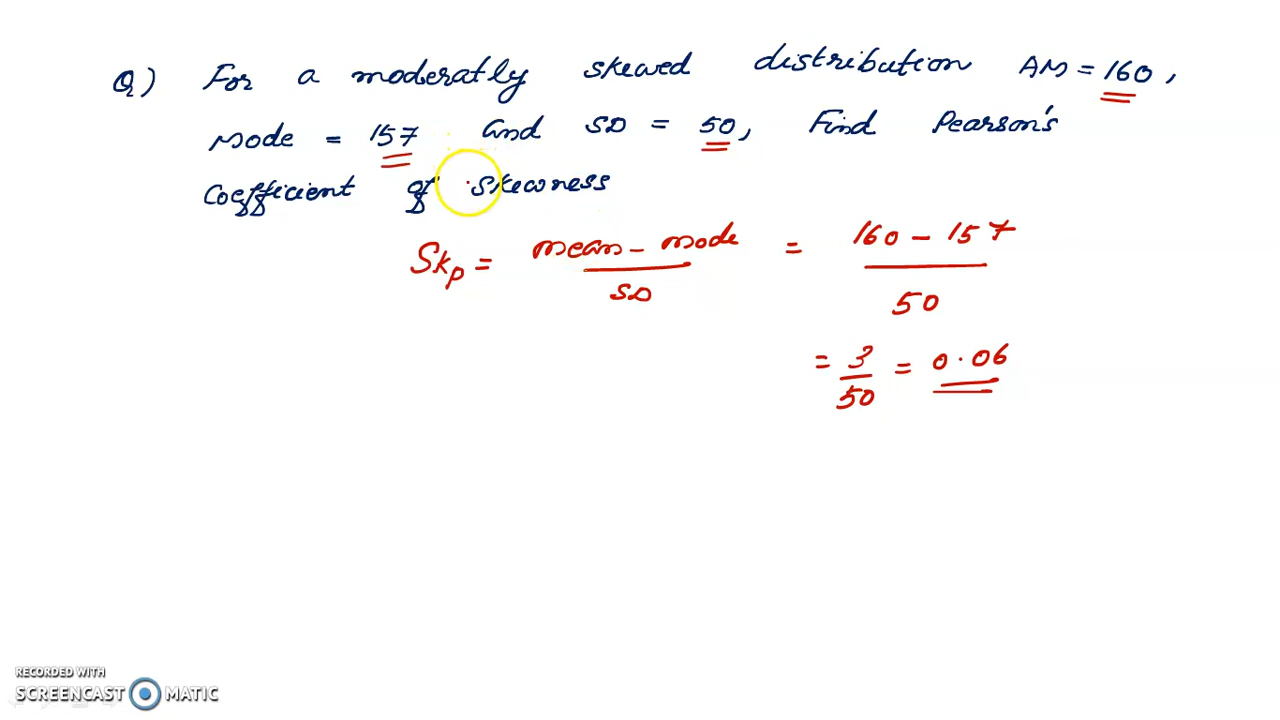 Q) For a moderatly skewed distribution AM = 160,
Mode = 157 and SD = 50, Find Pearson's
Coefficient of Skewness
Skp = mean - mode / SD = 160 - 157 / 50
= 3/50 = 0.06
RECORDED WITH
SCREENCAST MATIC